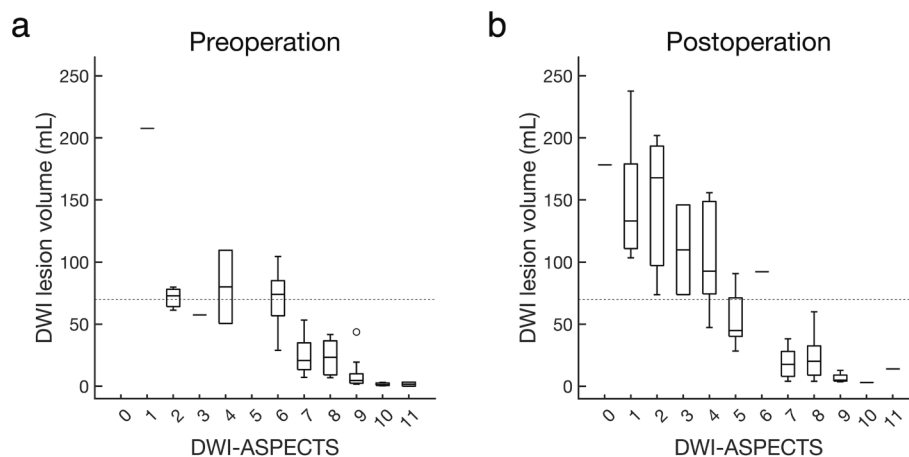 a
Preoperation
DWI lesion volume (mL)
250
200
150
100
50
0
0 1 2 3 4 5 6 7 8 9 10 11
DWI-ASPECTS
b
Postoperation
DWI lesion volume (mL)
250
200
150
100
50
0
0 1 2 3 4 5 6 7 8 9 10 11
DWI-ASPECTS